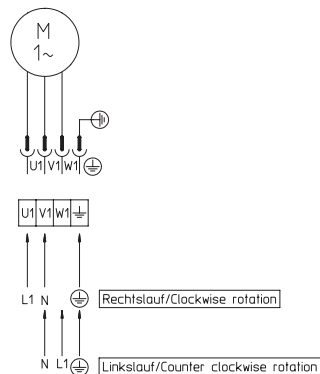 M
1~
U1 V1 W1
U1 V1 W1
L1 N
Rechtslauf/Clockwise rotation
N L1
Linkslauf/Counter clockwise rotation